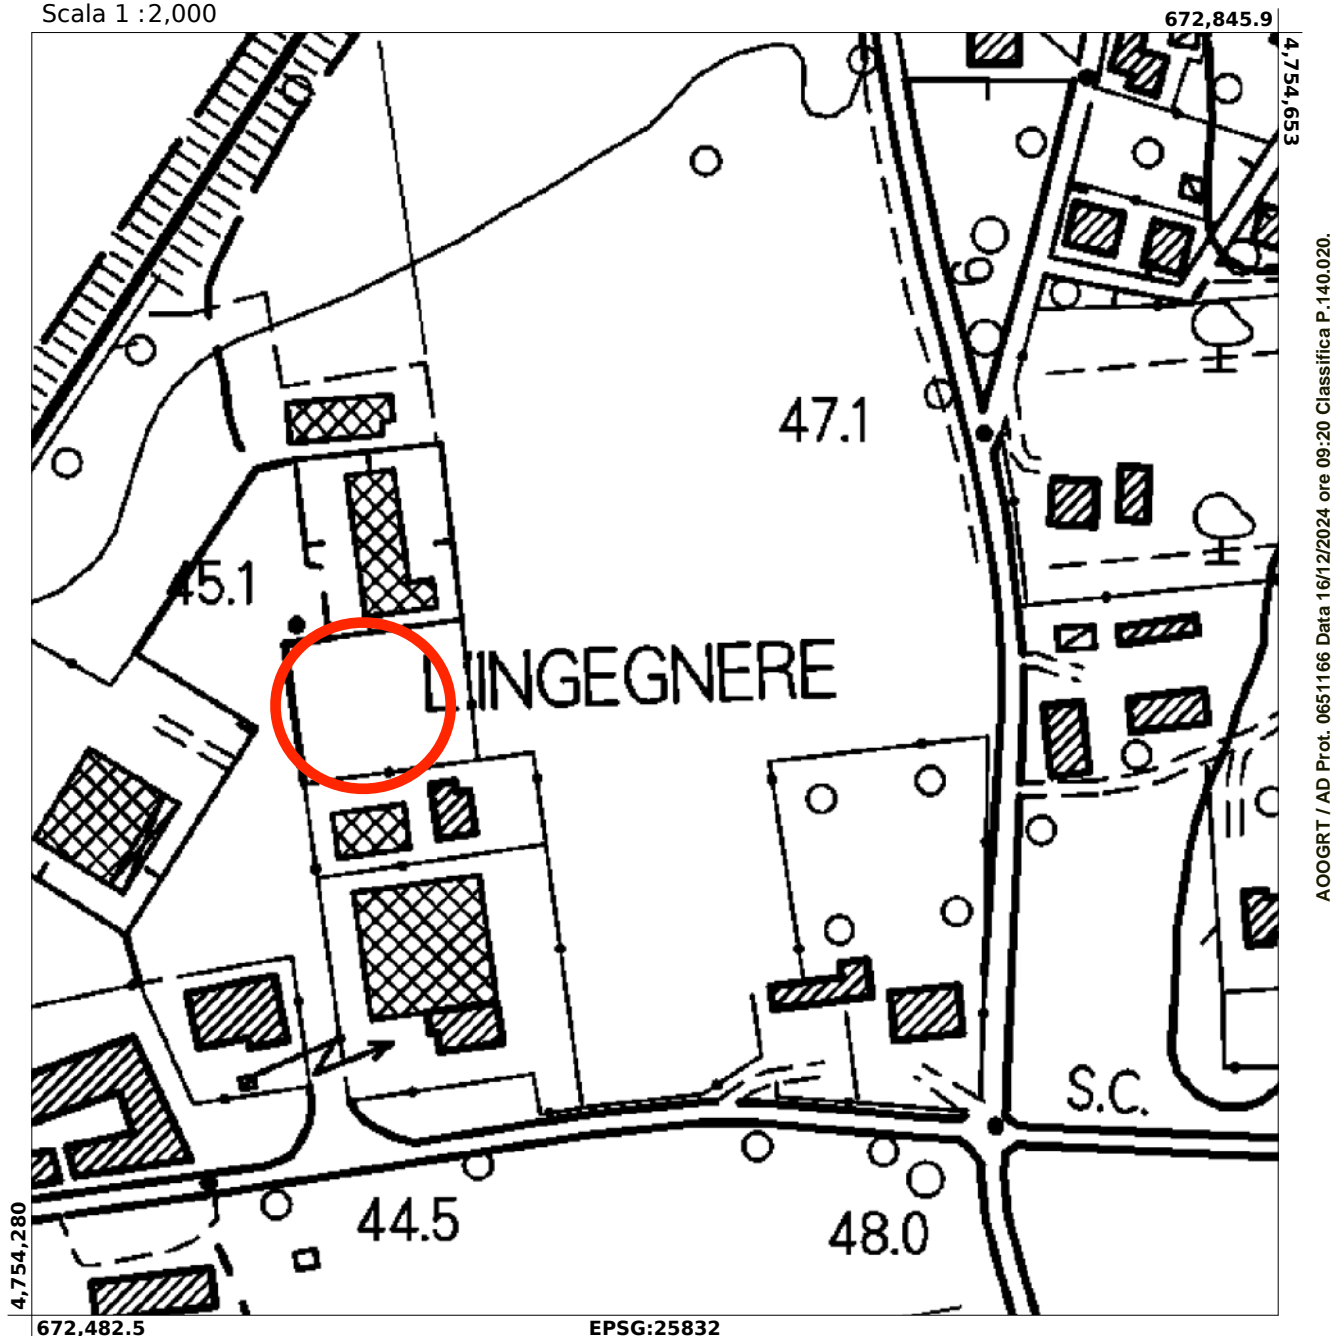 Scala 1 : 2,000
672,845.9
4,754,653
9
47.1
45.1
L'INGEGNERE
S.C.
44.5
48.0
4,754,280
672,482.5
EPSG:25832
AOOGRT / AD Prot. 0651166 Data 16/12/2024 ore 09:20 Classifica P.140.020.